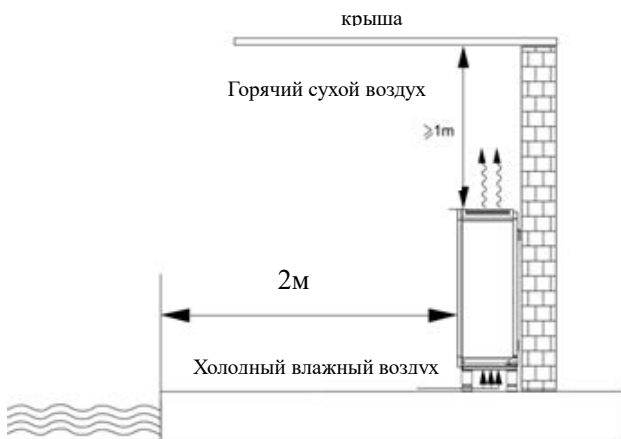 крыша
Горячий сухой воздух
≥1m
2м
Холодный влажный воздух